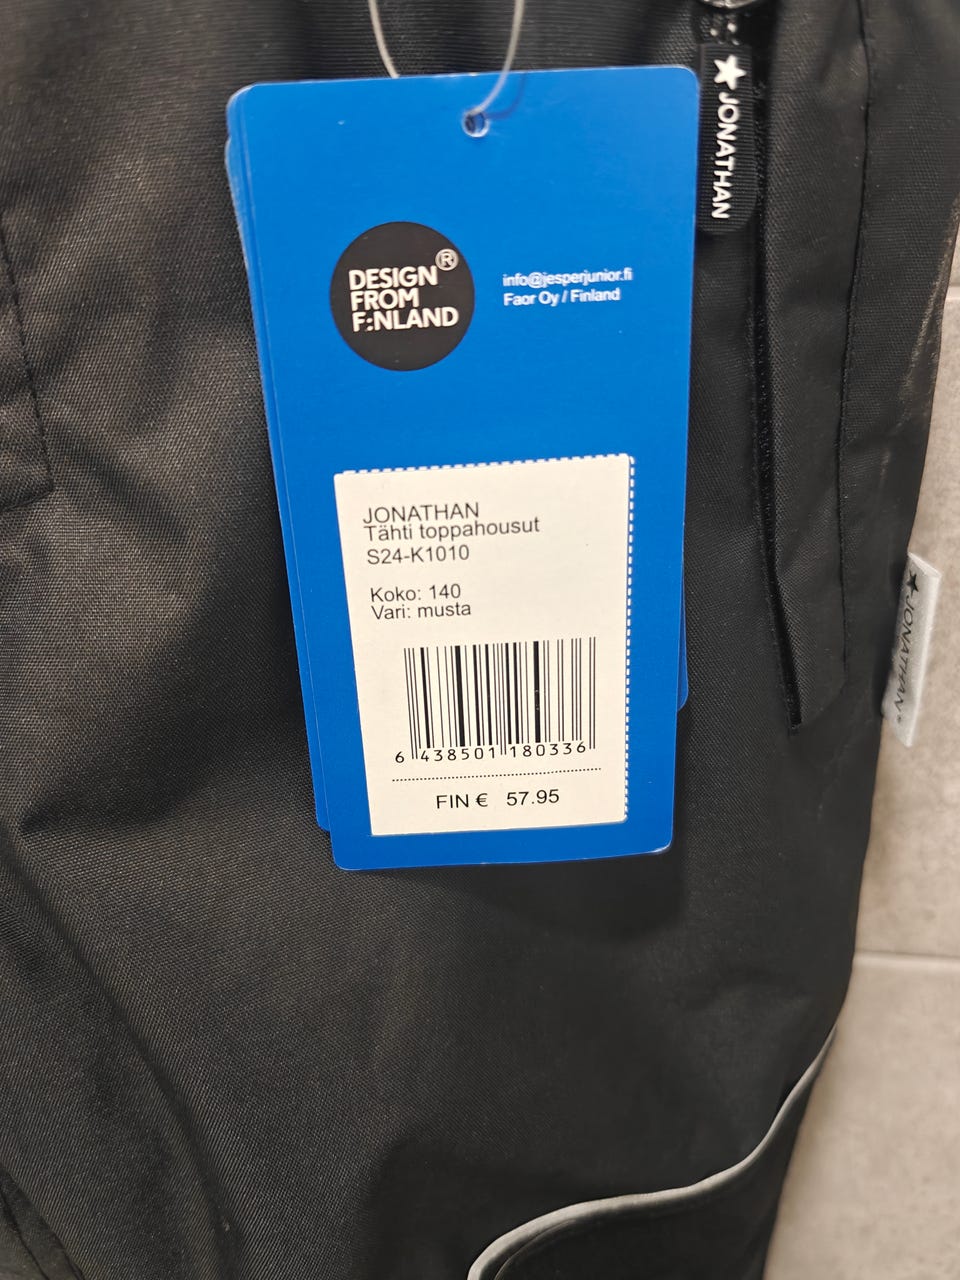 ★ JONATHAN
DESIGN®
FROM
F:NLAND
info@jesperjunior.fi
Faor Oy / Finland
JONATHAN
Tähti toppahousut
S24-K1010
Koko: 140
Vari: musta
6 438501 180336
FIN € 57.95
★ JONATHAN®